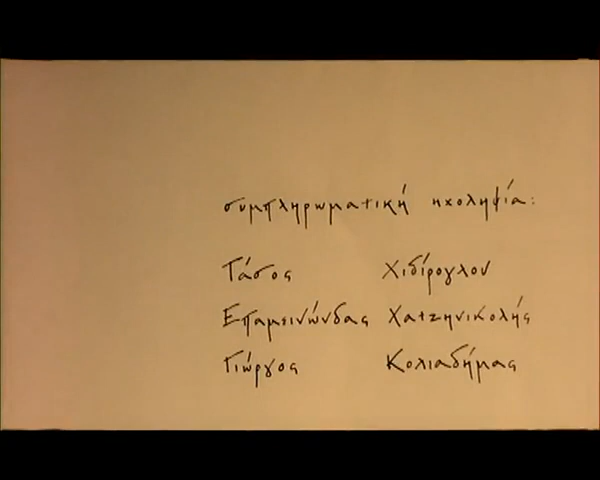 συμπληρωματική ηχοληψία:
Τάσος Χιδίρογλου
Επαμεινώνδας Χατζηνικολής
Γιώργος Κολιαδήμας